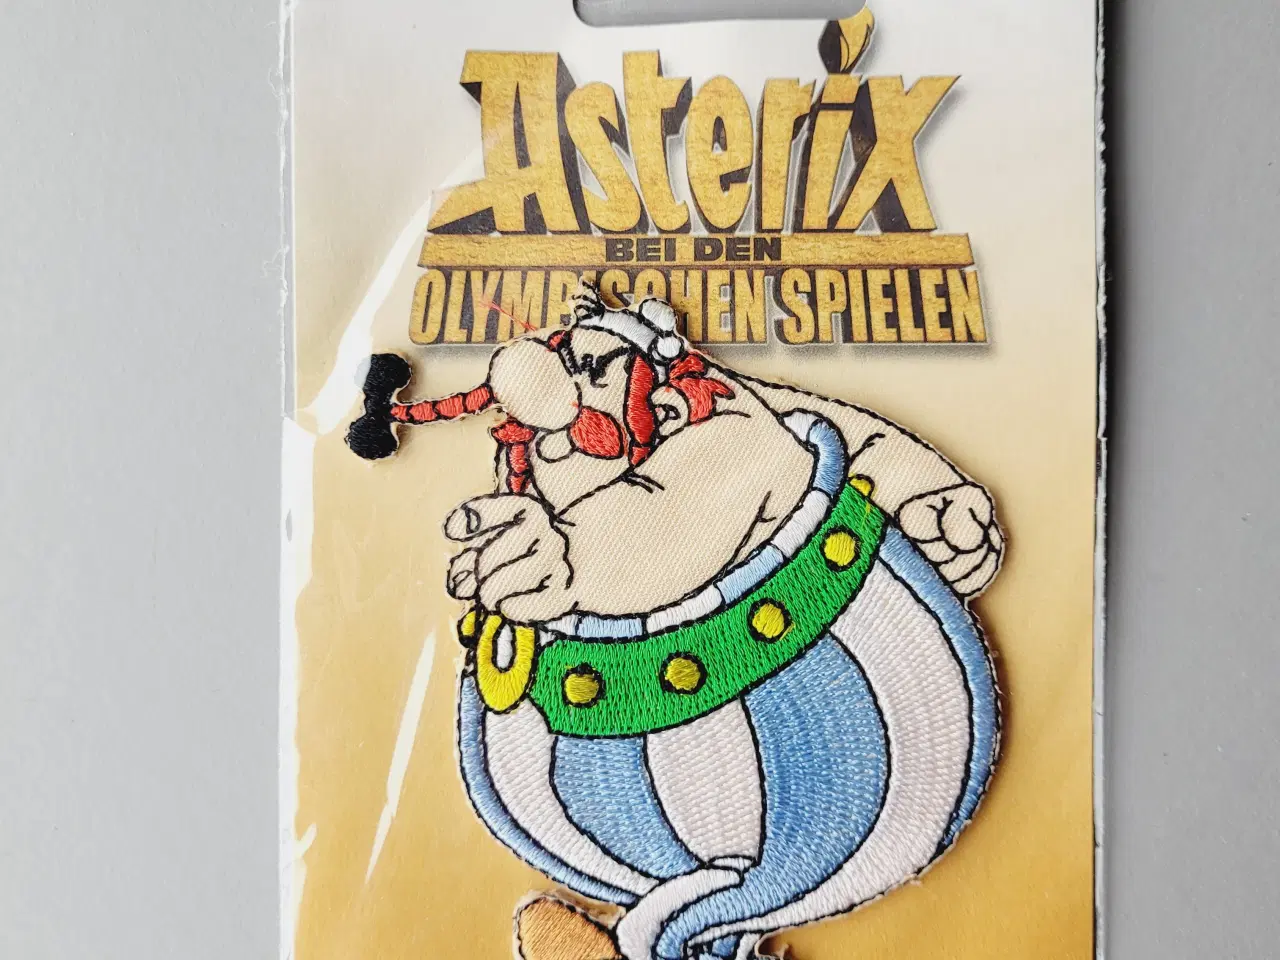 Asterix
BEI DEN
OLYMPISCHEN SPIELEN